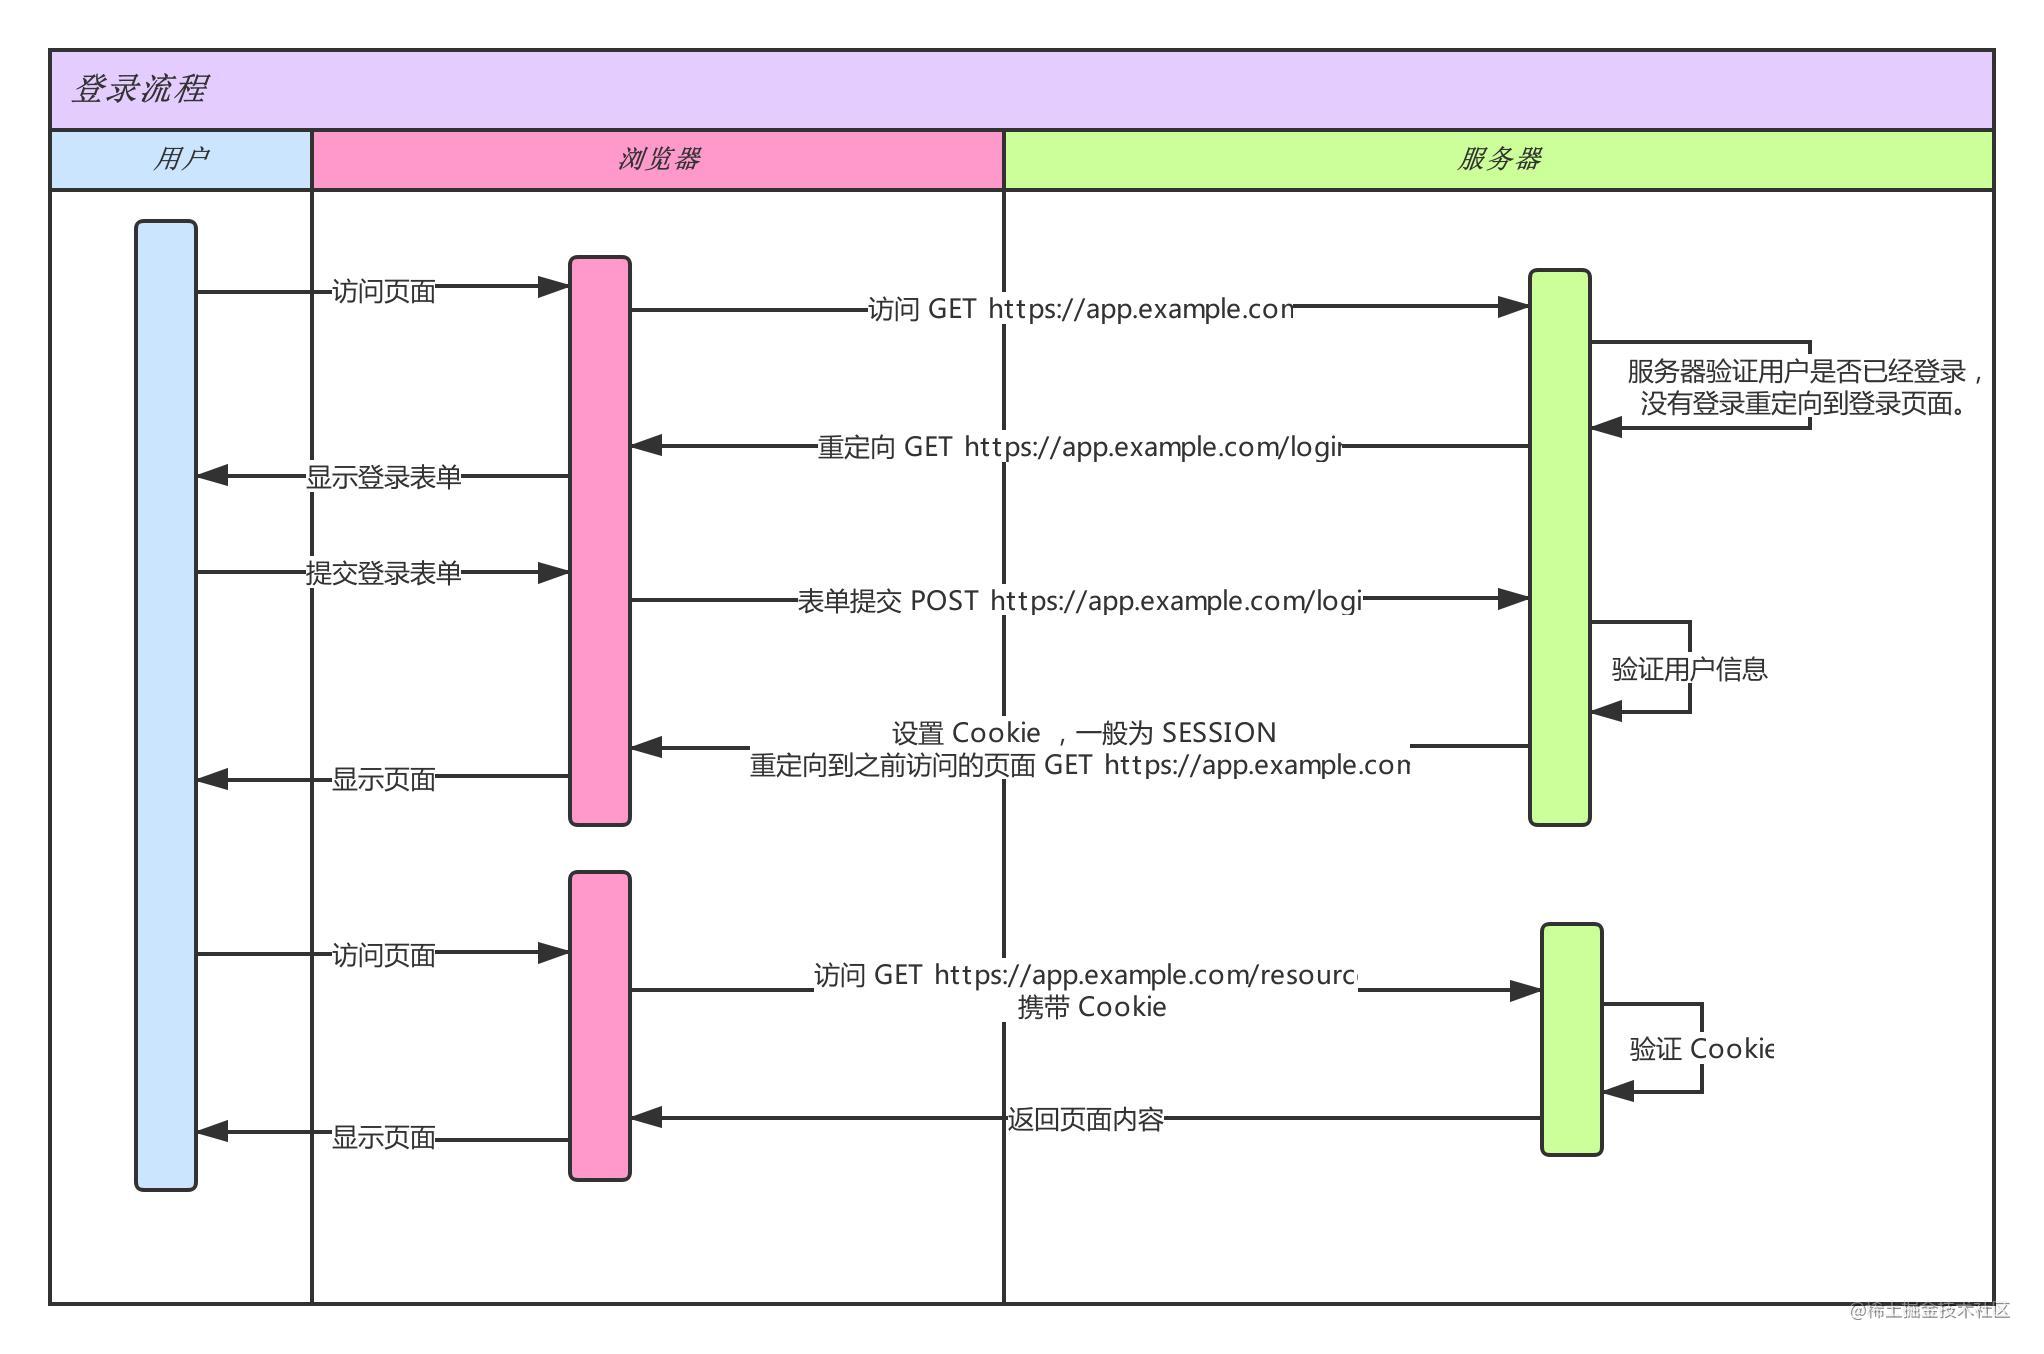 登录流程
用户
浏览器
服务器
访问页面
访问 GET https://app.example.com
服务器验证用户是否已经登录，
没有登录重定向到登录页面。
重定向 GET https://app.example.com/login
显示登录表单
提交登录表单
表单提交 POST https://app.example.com/logi
验证用户信息
设置 Cookie ，一般为 SESSION
重定向到之前访问的页面 GET https://app.example.com
显示页面
访问页面
访问 GET https://app.example.com/resourc
携带 Cookie
验证 Cookie
返回页面内容
显示页面
@稀土掘金技术社区